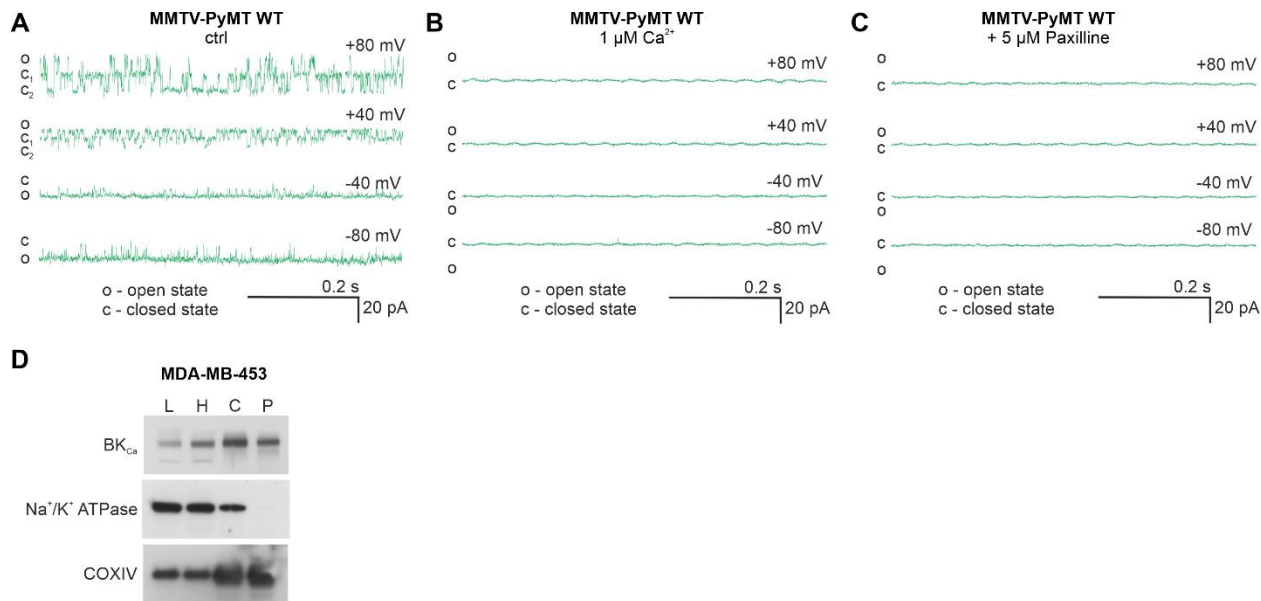 A
MMTV-PyMT WT
ctrl
o
c₁
c₂
+80 mV
o
c₁
c₂
+40 mV
c
o
-40 mV
c
o
-80 mV
o - open state
c - closed state
0.2 s
20 pA
B
MMTV-PyMT WT
1 µM Ca²⁺
o
c
+80 mV
o
c
+40 mV
c
o
-40 mV
c
o
-80 mV
o - open state
c - closed state
0.2 s
20 pA
C
MMTV-PyMT WT
+ 5 µM Paxilline
o
c
+80 mV
o
c
+40 mV
c
o
-40 mV
c
o
-80 mV
o - open state
c - closed state
0.2 s
20 pA
D
MDA-MB-453
L H C P
BK_Ca
Na⁺/K⁺ ATPase
COXIV